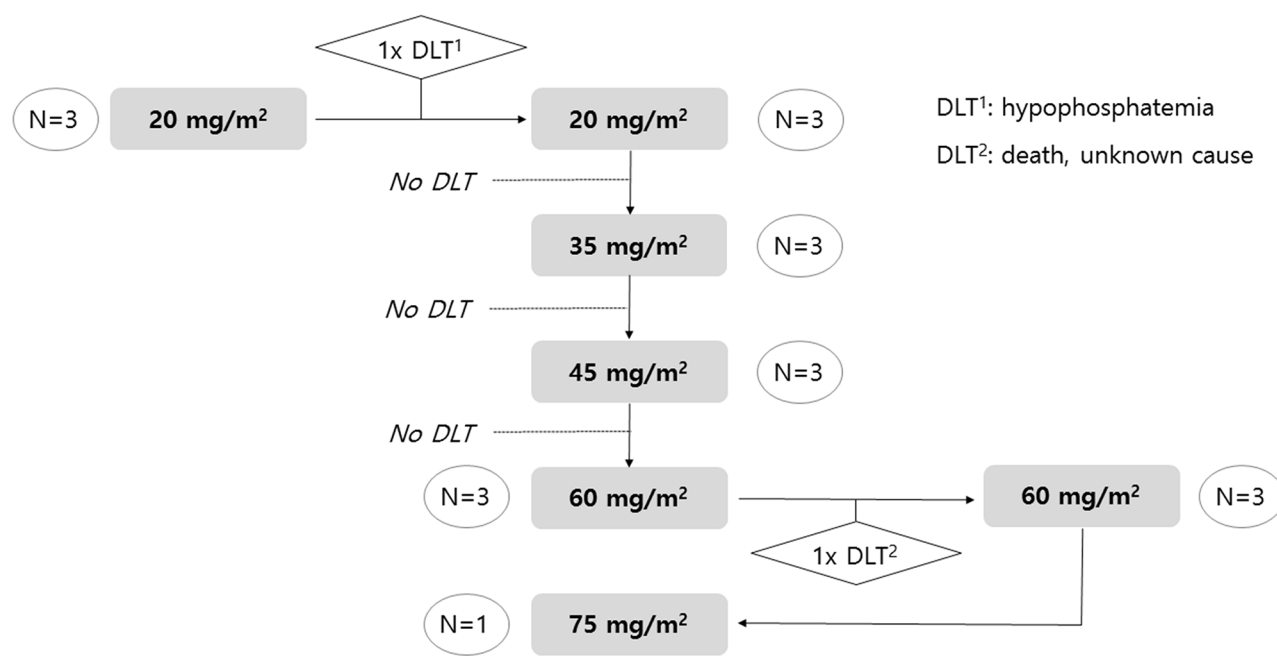 1x DLT¹
N=3
20 mg/m²
20 mg/m²
N=3
DLT¹: hypophosphatemia
DLT²: death, unknown cause
No DLT
35 mg/m²
N=3
No DLT
45 mg/m²
N=3
No DLT
N=3
60 mg/m²
60 mg/m²
N=3
1x DLT²
N=1
75 mg/m²